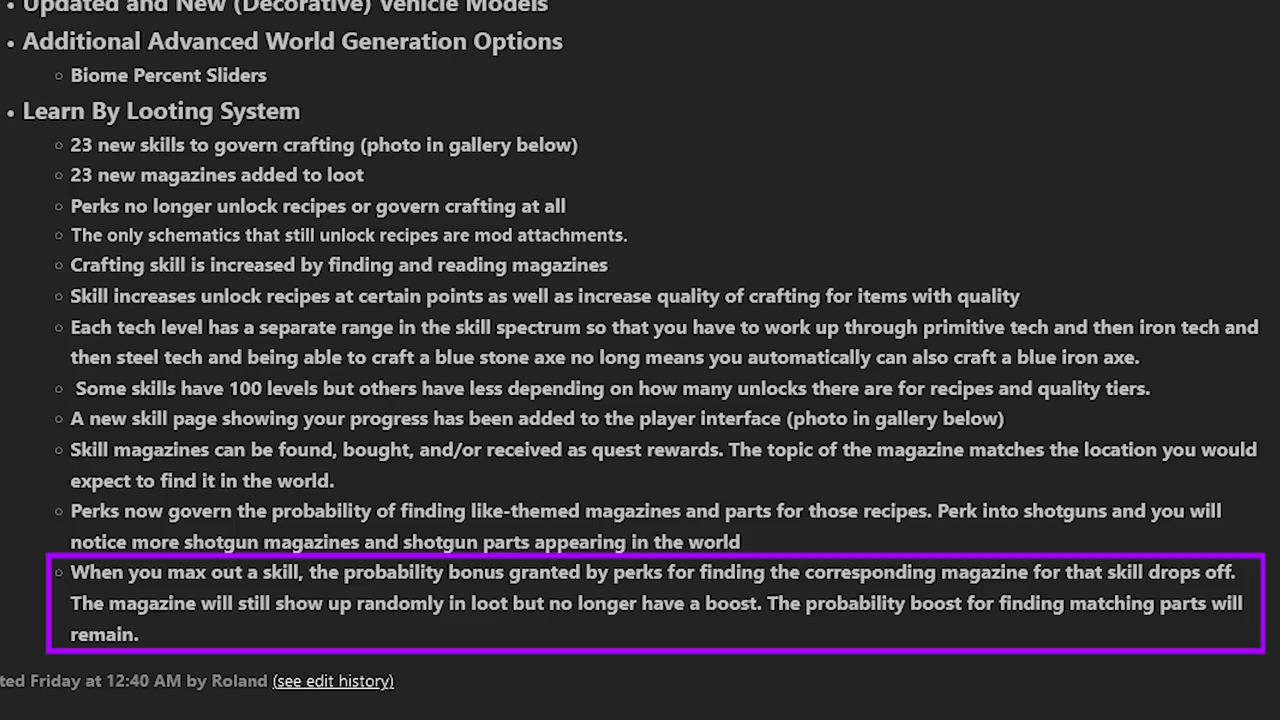 • Updated and New (Decorative) Vehicle Models
• Additional Advanced World Generation Options
◦ Biome Percent Sliders
• Learn By Looting System
◦ 23 new skills to govern crafting (photo in gallery below)
◦ 23 new magazines added to loot
◦ Perks no longer unlock recipes or govern crafting at all
◦ The only schematics that still unlock recipes are mod attachments.
◦ Crafting skill is increased by finding and reading magazines
◦ Skill increases unlock recipes at certain points as well as increase quality of crafting for items with quality
◦ Each tech level has a separate range in the skill spectrum so that you have to work up through primitive tech and then iron tech and
then steel tech and being able to craft a blue stone axe no long means you automatically can also craft a blue iron axe.
◦ Some skills have 100 levels but others have less depending on how many unlocks there are for recipes and quality tiers.
◦ A new skill page showing your progress has been added to the player interface (photo in gallery below)
◦ Skill magazines can be found, bought, and/or received as quest rewards. The topic of the magazine matches the location you would
expect to find it in the world.
◦ Perks now govern the probability of finding like-themed magazines and parts for those recipes. Perk into shotguns and you will
notice more shotgun magazines and shotgun parts appearing in the world
◦ When you max out a skill, the probability bonus granted by perks for finding the corresponding magazine for that skill drops off.
The magazine will still show up randomly in loot but no longer have a boost. The probability boost for finding matching parts will
remain.
ted Friday at 12:40 AM by Roland (see edit history)